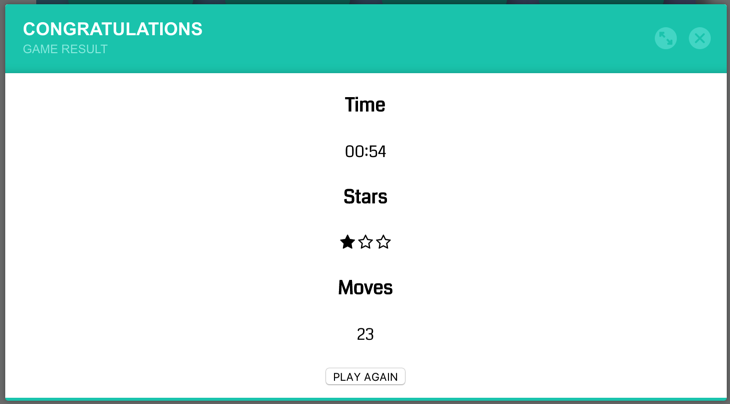 CONGRATULATIONS
GAME RESULT
Time
00:54
Stars
★☆☆
Moves
23
PLAY AGAIN